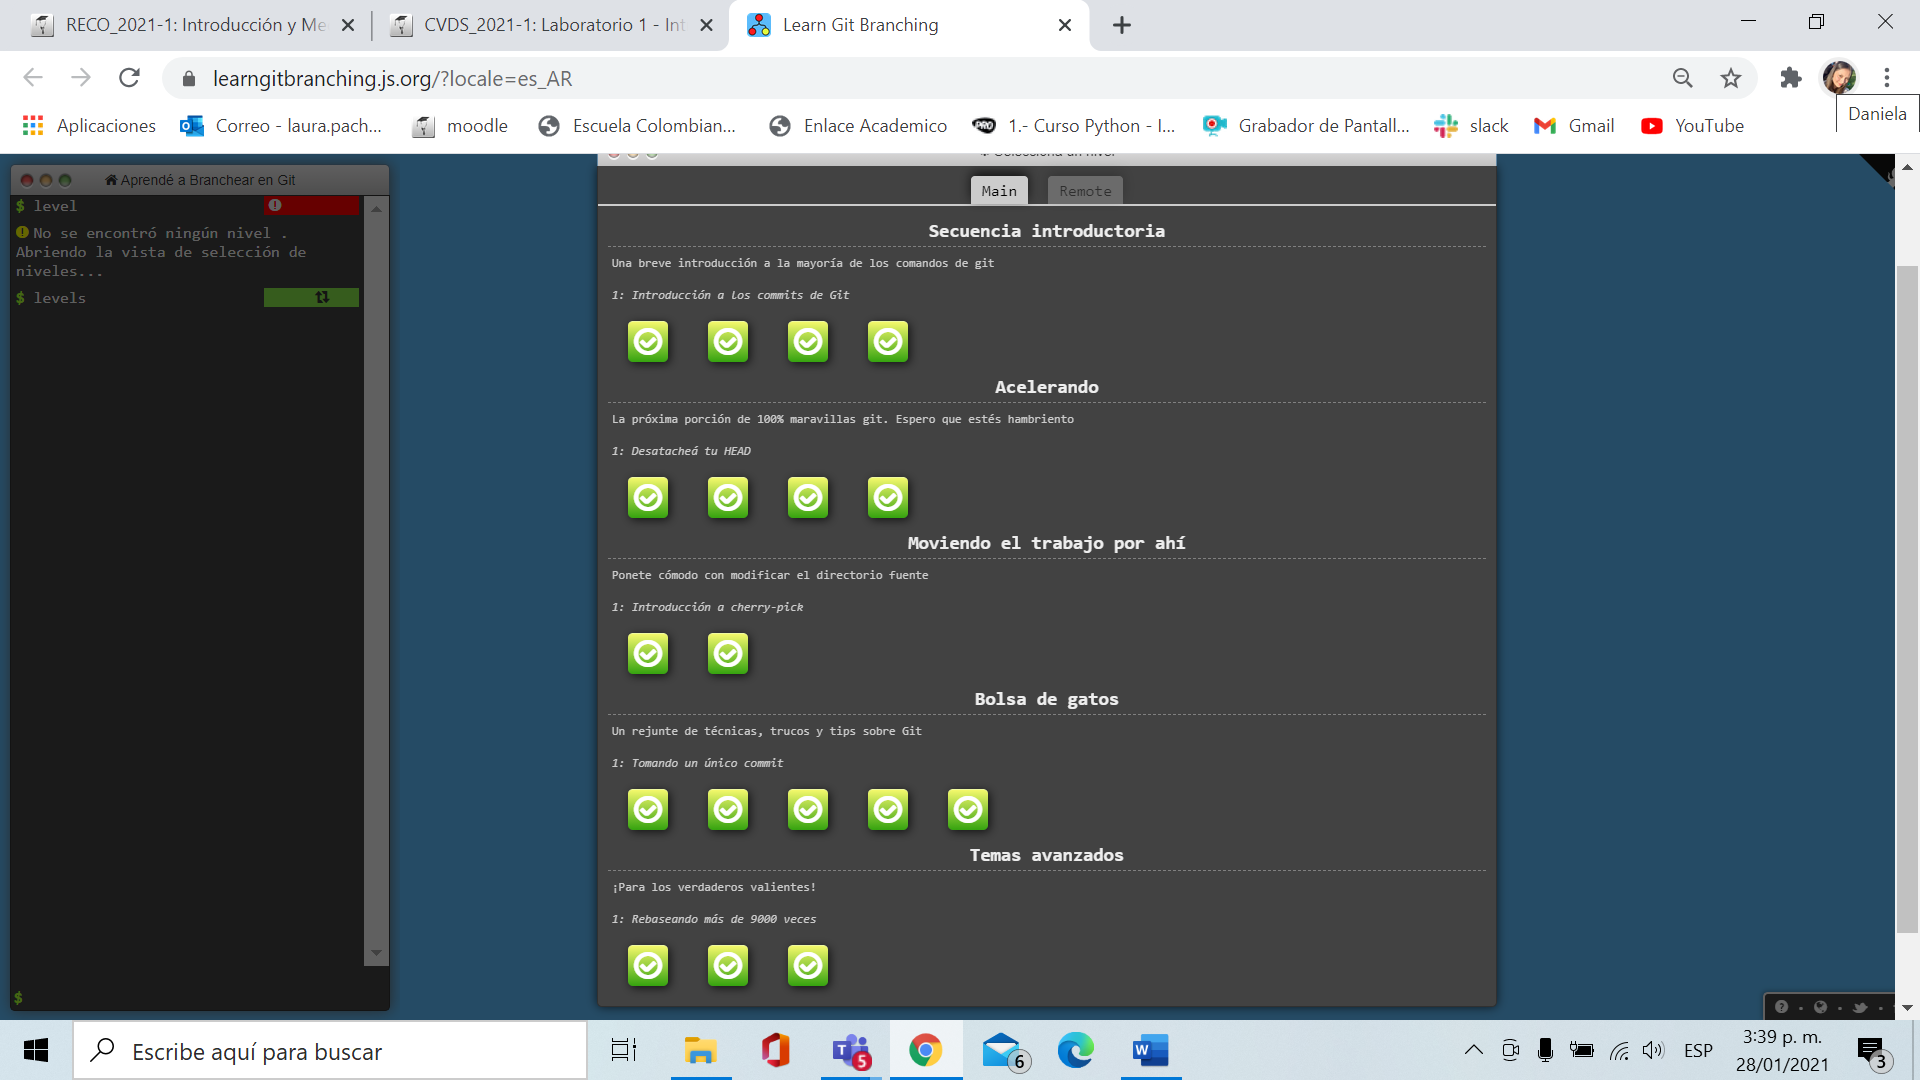 RECO_2021-1: Introducción y Me
CVDS_2021-1: Laboratorio 1 - Int
Learn Git Branching
learngitbranching.js.org/?locale=es_AR
Daniela
Aplicaciones
Correo - laura.pach...
moodle
Escuela Colombian...
Enlace Academico
PRO
1.- Curso Python - I...
Grabador de Pantall...
slack
Gmail
YouTube
Aprendé a Branchear en Git
$ level
No se encontró ningún nivel .
Abriendo la vista de selección de
niveles...
$ levels
$
Selecciona un nivel
Main
Remote
Secuencia introductoria
Una breve introducción a la mayoría de los comandos de git
1: Introducción a los commits de Git
Acelerando
La próxima porción de 100% maravillas git. Espero que estés hambriento
1: Desatacheá tu HEAD
Moviendo el trabajo por ahí
Ponete cómodo con modificar el directorio fuente
1: Introducción a cherry-pick
Bolsa de gatos
Un rejunte de técnicas, trucos y tips sobre Git
1: Tomando un único commit
Temas avanzados
¡Para los verdaderos valientes!
1: Rebaseando más de 9000 veces
Escribe aquí para buscar
5
6
ESP
3:39 p. m.
28/01/2021
3